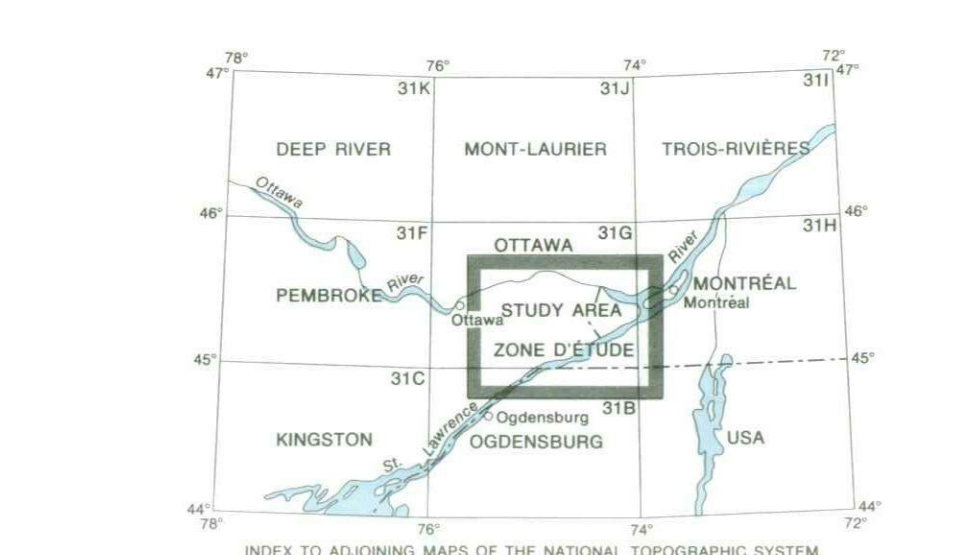 78°
76°
74°
72°
47°
47°
31K
31J
31I
DEEP RIVER
MONT-LAURIER
TROIS-RIVIÈRES
Ottawa
46°
46°
31F
31G
31H
OTTAWA
River
PEMBROKE
River
MONTRÉAL
Montréal
Ottawa
STUDY AREA
ZONE D'ÉTUDE
45°
45°
31C
31B
Ogdensburg
KINGSTON
St. Lawrence
OGDENSBURG
USA
44°
44°
78°
76°
74°
72°
INDEX TO ADJOINING MAPS OF THE NATIONAL TOPOGRAPHIC SYSTEM